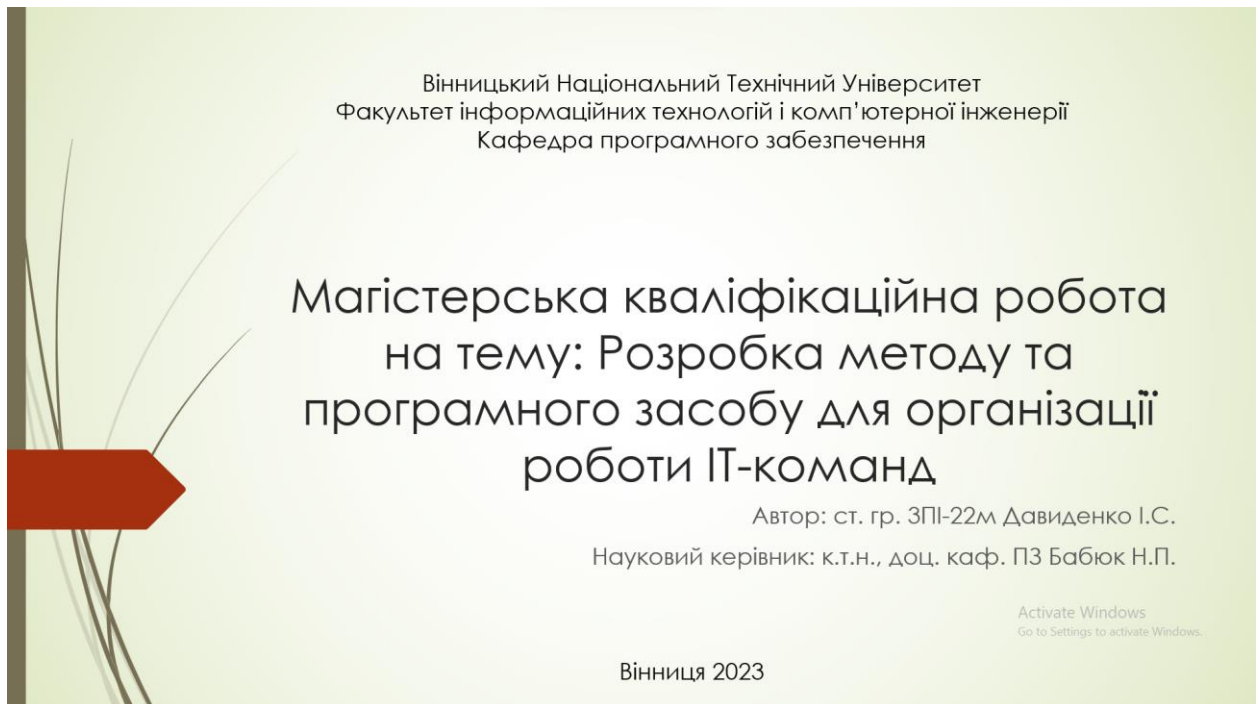 Вінницький Національний Технічний Університет
Факультет інформаційних технологій і комп’ютерної інженерії
Кафедра програмного забезпечення
Магістерська кваліфікаційна робота
на тему: Розробка методу та
програмного засобу для організації
роботи ІТ-команд
Автор: ст. гр. ЗПІ-22м Давиденко І.С.
Науковий керівник: к.т.н., доц. каф. ПЗ Бабюк Н.П.
Activate Windows
Go to Settings to activate Windows.
Вінниця 2023